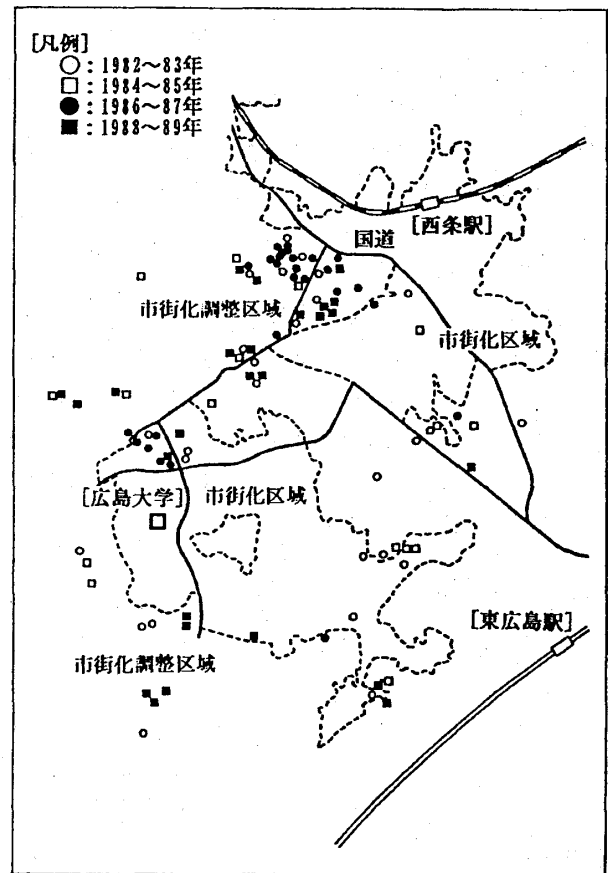 [凡例]
○：1982～83年
□：1984～85年
●：1986～87年
■：1988～89年
国道
[西条駅]
市街化調整区域
市街化区域
[広島大学]
市街化区域
[東広島駅]
市街化調整区域